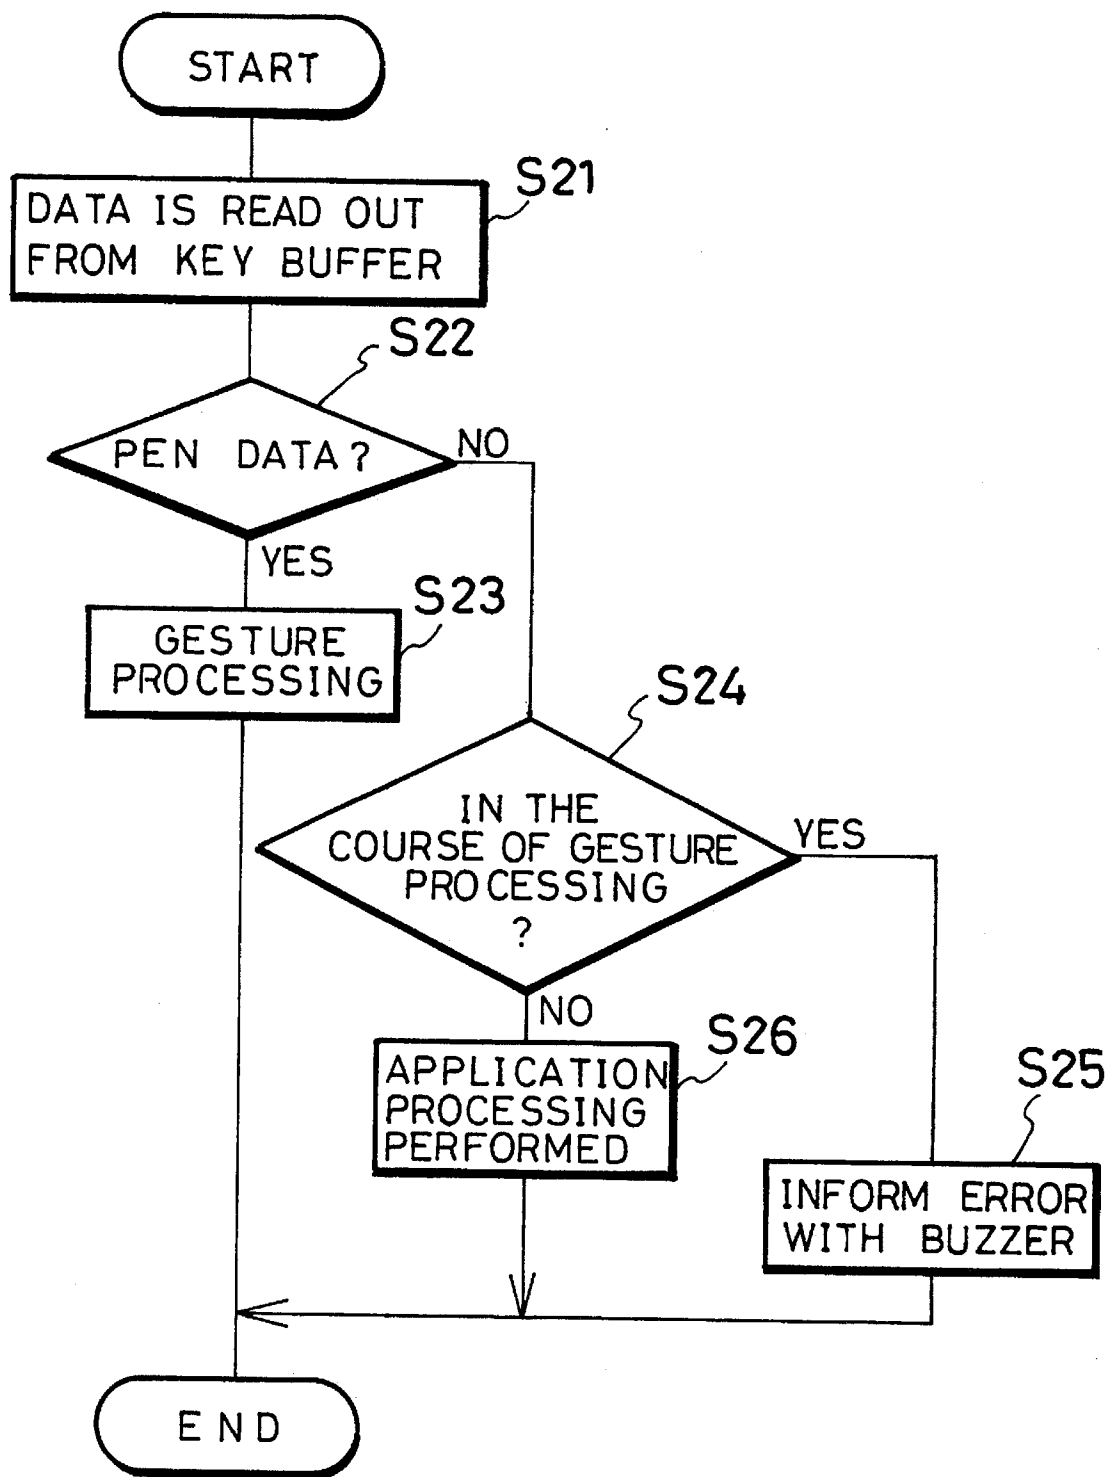 START
S21
DATA IS READ OUT
FROM KEY BUFFER
S22
PEN DATA?
NO
YES
S23
GESTURE
PROCESSING
S24
IN THE
COURSE OF GESTURE
PROCESSING
?
YES
NO
S26
APPLICATION
PROCESSING
PERFORMED
S25
INFORM ERROR
WITH BUZZER
END